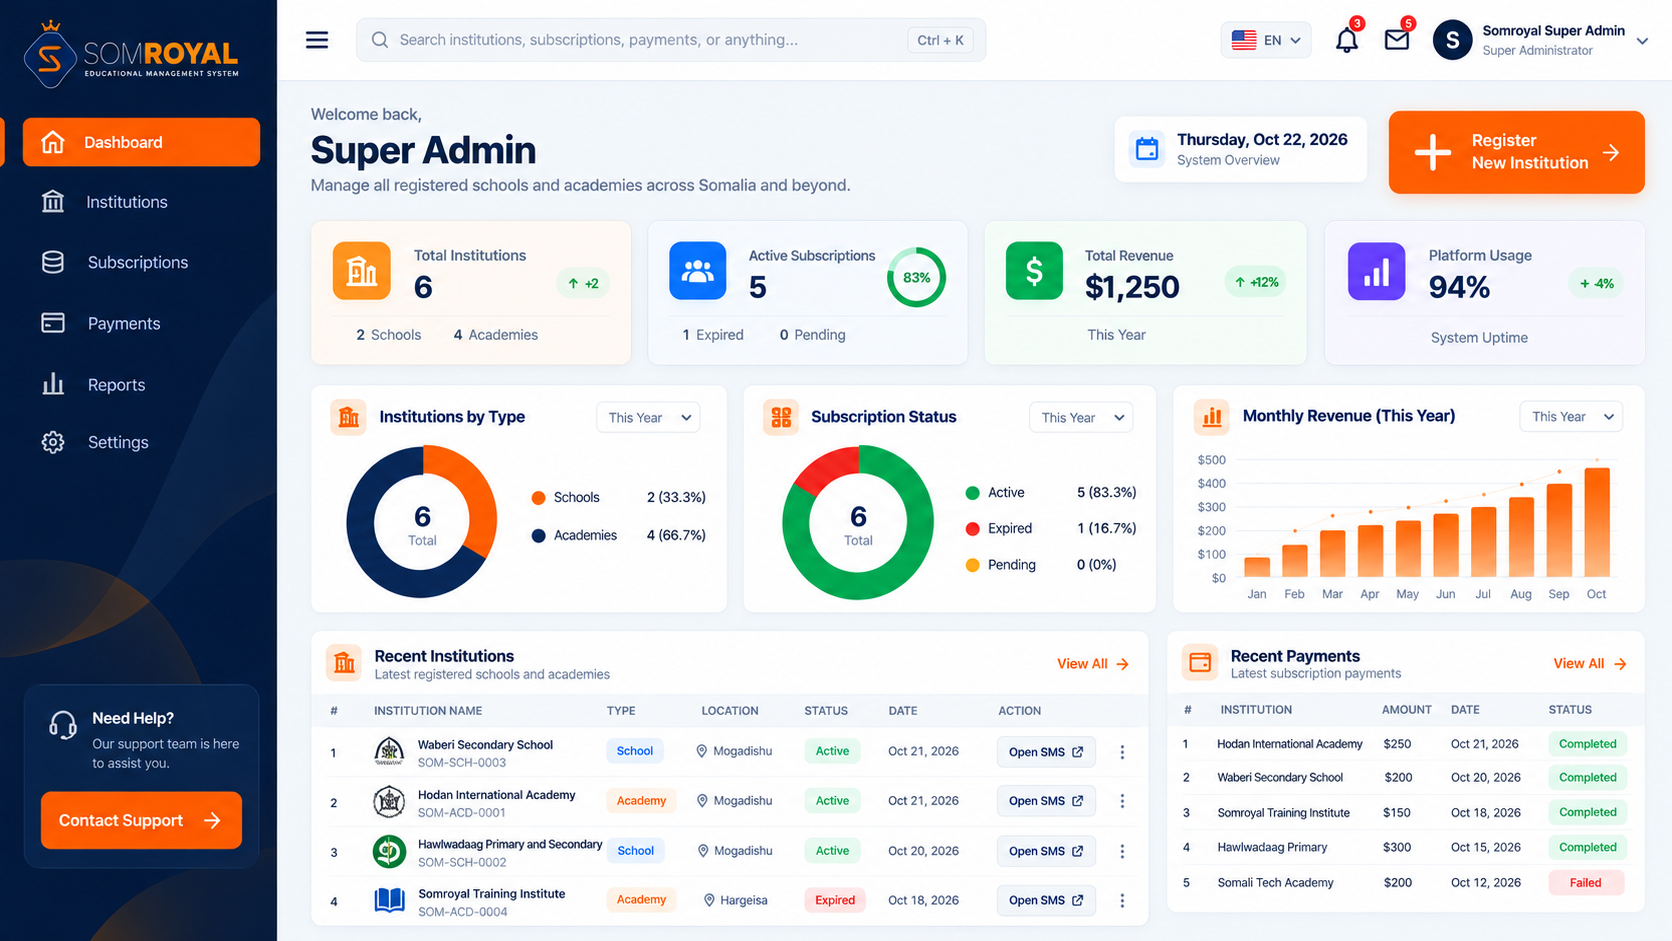 SOMROYAL
EDUCATIONAL MANAGEMENT SYSTEM
Dashboard
Institutions
Subscriptions
Payments
Reports
Settings
Need Help?
Our support team is here
to assist you.
Contact Support
Search institutions, subscriptions, payments, or anything...
Ctrl + K
EN
3
5
S
Somroyal Super Admin
Super Administrator
Welcome back,
Super Admin
Manage all registered schools and academies across Somalia and beyond.
Thursday, Oct 22, 2026
System Overview
Register
New Institution
Total Institutions
6
+2
2 Schools 4 Academies
Active Subscriptions
5
83%
1 Expired 0 Pending
Total Revenue
$1,250
+12%
This Year
Platform Usage
94%
+ -4%
System Uptime
Institutions by Type
This Year
6
Total
Schools 2 (33.3%)
Academies 4 (66.7%)
Subscription Status
This Year
6
Total
Active 5 (83.3%)
Expired 1 (16.7%)
Pending 0 (0%)
Monthly Revenue (This Year)
This Year
$500
$400
$300
$200
$100
$0
Jan Feb Mar Apr May Jun Jul Aug Sep Oct
Recent Institutions
Latest registered schools and academies
View All
# INSTITUTION NAME TYPE LOCATION STATUS DATE ACTION
1 Waberi Secondary School School Mogadishu Active Oct 21, 2026 Open SMS
SOM-SCH-0003
2 Hodan International Academy Academy Mogadishu Active Oct 21, 2026 Open SMS
SOM-ACD-0001
3 Hawlwadaag Primary and Secondary School Mogadishu Active Oct 20, 2026 Open SMS
SOM-SCH-0002
4 Somroyal Training Institute Academy Hargeisa Expired Oct 18, 2026 Open SMS
SOM-ACD-0004
Recent Payments
Latest subscription payments
View All
# INSTITUTION AMOUNT DATE STATUS
1 Hodan International Academy $250 Oct 21, 2026 Completed
2 Waberi Secondary School $200 Oct 20, 2026 Completed
3 Somroyal Training Institute $150 Oct 18, 2026 Completed
4 Hawlwadaag Primary $300 Oct 15, 2026 Completed
5 Somali Tech Academy $200 Oct 12, 2026 Failed